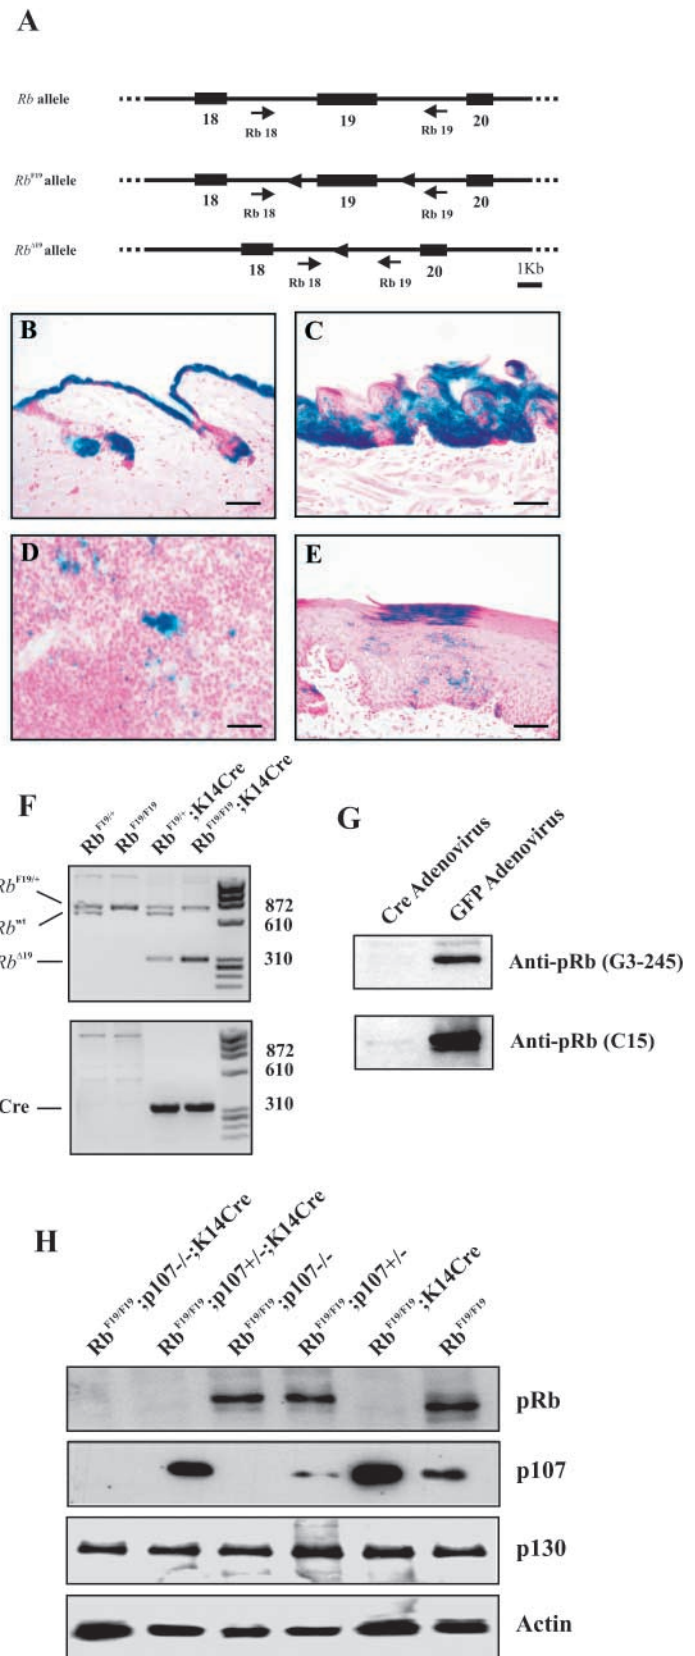 A
Rb allele
18 19 20
Rb 18 Rb 19
Rb^F19 allele
18 19 20
Rb 18 Rb 19
Rb^Δ19 allele
18 20
Rb 18 Rb 19
1Kb
B
C
D
E
F
Rb^F19/+
Rb^F19/F19
Rb^F19/+;K14Cre
Rb^F19/F19;K14Cre
Rb^F19/+
Rb^wt
Rb^Δ19
872
610
310
Cre
872
610
310
G
Cre Adenovirus
GFP Adenovirus
Anti-pRb (G3-245)
Anti-pRb (C15)
H
Rb^F19/F19;p107-/-;K14Cre
Rb^F19/F19;p107+/-;K14Cre
Rb^F19/F19;p107-/-
Rb^F19/F19;p107+/-
Rb^F19/F19;K14Cre
Rb^F19/F19
pRb
p107
p130
Actin